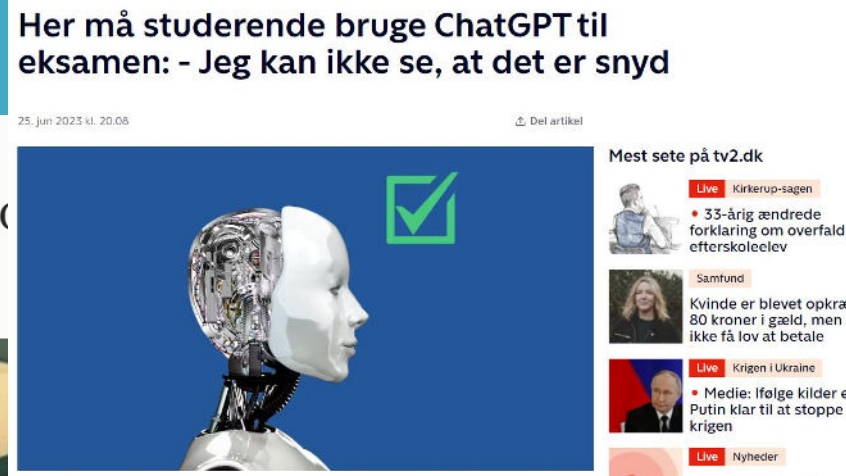 Her må studerende bruge ChatGPT til
eksamen: - Jeg kan ikke se, at det er snyd
25. jun 2023 kl. 20.08
Del artikel
Mest sete på tv2.dk
Live Kirkerup-sagen
33-årig ændrede
forklaring om overfald
efterskoleelev
Samfund
Kvinde er blevet opkræ
80 kroner i gæld, men
ikke få lov at betale
Live Krigen i Ukraine
Medie: Ifølge kilder e
Putin klar til at stoppe
krigen
Live Nyheder